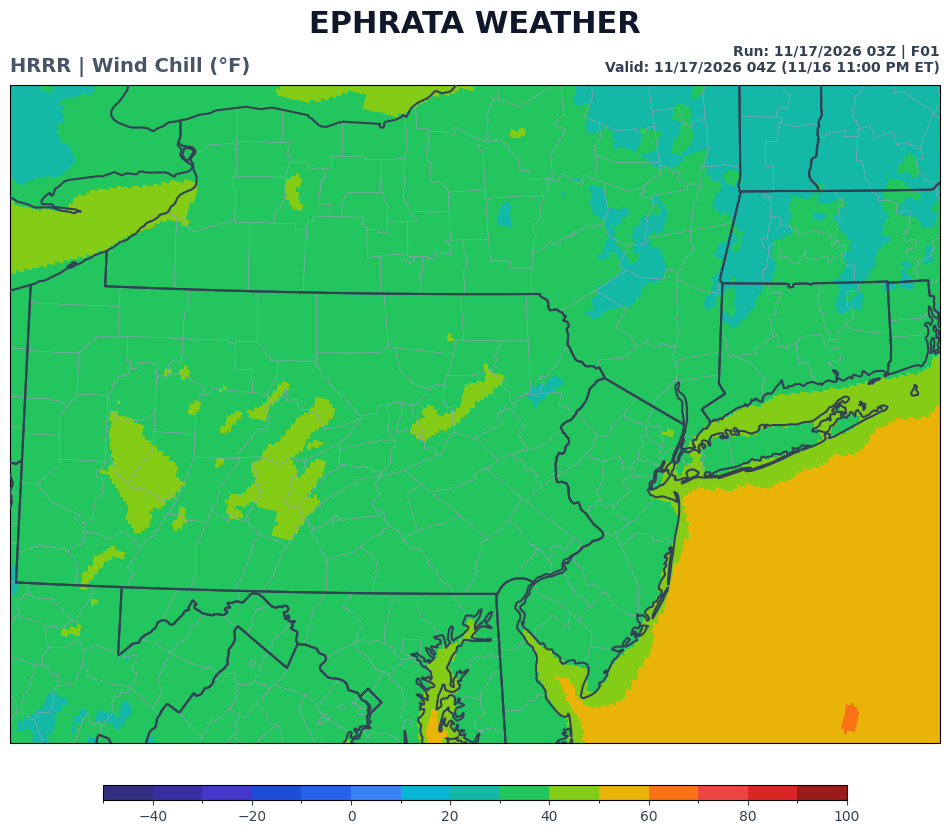 EPHRATA WEATHER
HRRR | Wind Chill (°F)
Run: 11/17/2026 03Z | F01
Valid: 11/17/2026 04Z (11/16 11:00 PM ET)
−40 −20 0 20 40 60 80 100